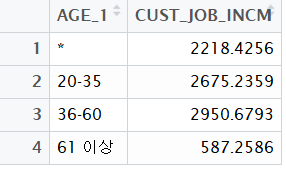 AGE_1 CUST_JOB_INCM
1 * 2218.4256
2 20-35 2675.2359
3 36-60 2950.6793
4 61 이상 587.2586